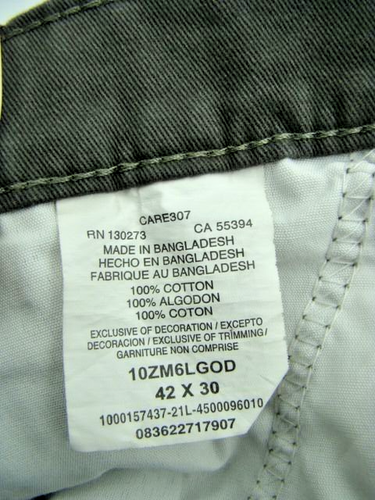 CARE307
RN 130273 CA 55394
MADE IN BANGLADESH
HECHO EN BANGLADESH
FABRIQUE AU BANGLADESH
100% COTTON
100% ALGODON
100% COTON
EXCLUSIVE OF DECORATION / EXCEPTO
DECORACION / EXCLUSIVE OF TRIMMING/
GARNITURE NON COMPRISE
10ZM6LGOD
42 X 30
1000157437-21L-4500096010
083622717907